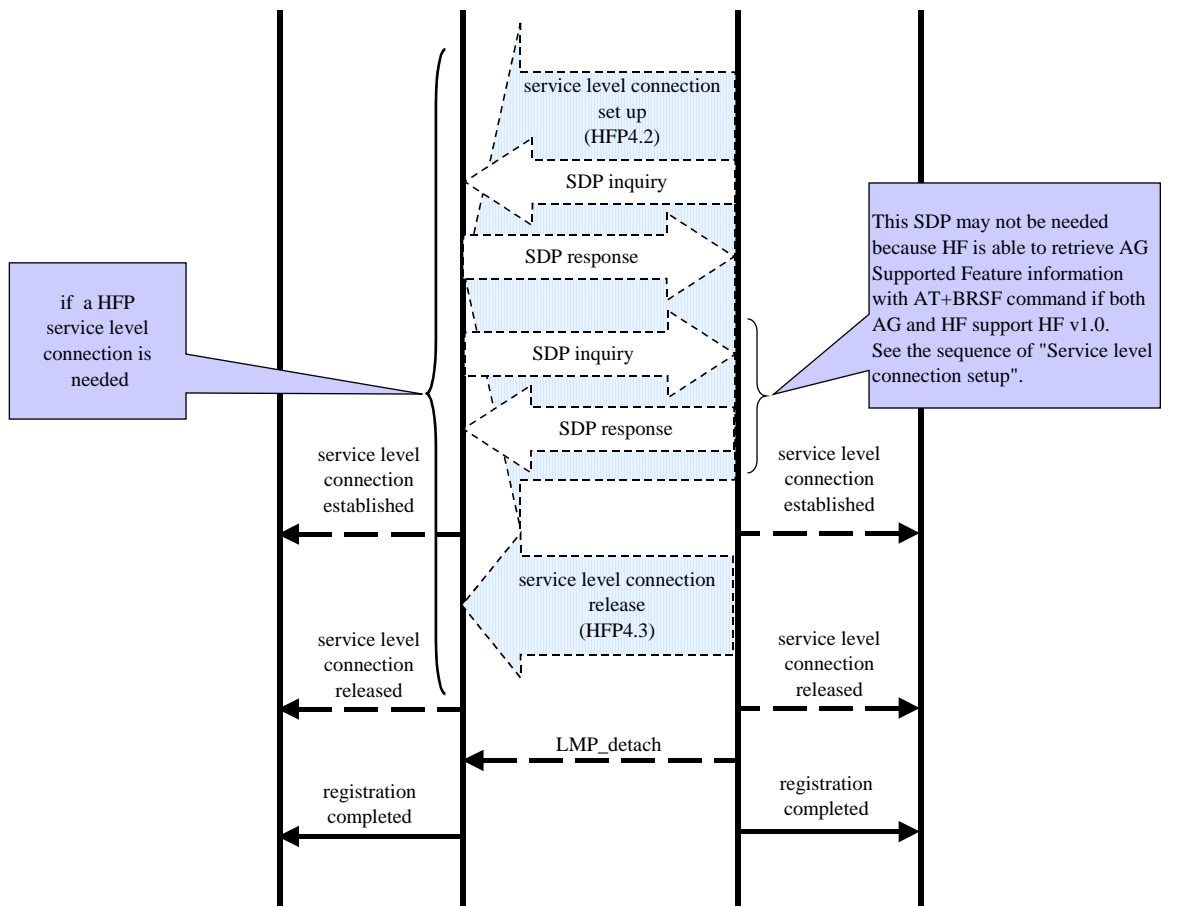 service level connection
set up
(HFP4.2)
SDP inquiry
This SDP may not be needed
because HF is able to retrieve AG
Supported Feature information
with AT+BRSF command if both
AG and HF support HF v1.0.
See the sequence of "Service level
connection setup".
SDP response
if a HFP
service level
connection is
needed
SDP inquiry
SDP response
service level
connection
established
service level
connection
established
service level connection
release
(HFP4.3)
service level
connection
released
service level
connection
released
LMP_detach
registration
completed
registration
completed